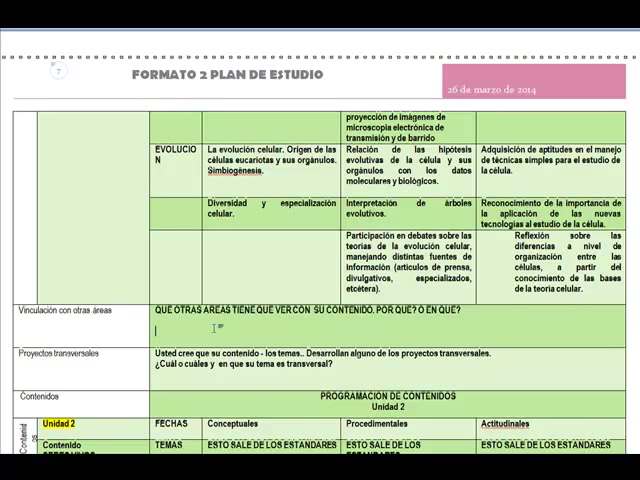 7
FORMATO 2 PLAN DE ESTUDIO
26 de marzo de 2014
proyección de imágenes de
microscopia electrónica de
transmisión y de barrido
EVOLUCIO
N
La evolución celular. Origen de las
células eucariotas y sus orgánulos.
Simbiogénesis.
Relación de las hipótesis
evolutivas de la célula y sus
orgánulos con los datos
moleculares y biológicos.
Adquisición de aptitudes en el manejo
de técnicas simples para el estudio de
la célula.
Diversidad y especialización
celular.
Interpretación de árboles
evolutivos.
Reconocimiento de la importancia de
la aplicación de las nuevas
tecnologías al estudio de la célula.
Participación en debates sobre las
teorías de la evolución celular,
manejando distintas fuentes de
información (artículos de prensa,
divulgativos, especializados,
etcétera).
Reflexión sobre las
diferencias a nivel de
organización entre las
células, a partir del
conocimiento de las bases
de la teoría celular.
Vinculación con otras áreas
QUE OTRAS AREAS TIENE QUE VER CON SU CONTENIDO. POR QUE? O EN QUE?
Proyectos transversales
Usted cree que su contenido - los temas.. Desarrollan alguno de los proyectos transversales.
¿Cuál o cuáles y en que su tema es transversal?
Contenidos
PROGRAMACION DE CONTENIDOS
Unidad 2
Contenid
os
Unidad 2
FECHAS
Conceptuales
Procedimentales
Actitudinales
Contenido
TEMAS
ESTO SALE DE LOS ESTANDARES
ESTO SALE DE LOS
ESTO SALE DE LOS ESTANDARES